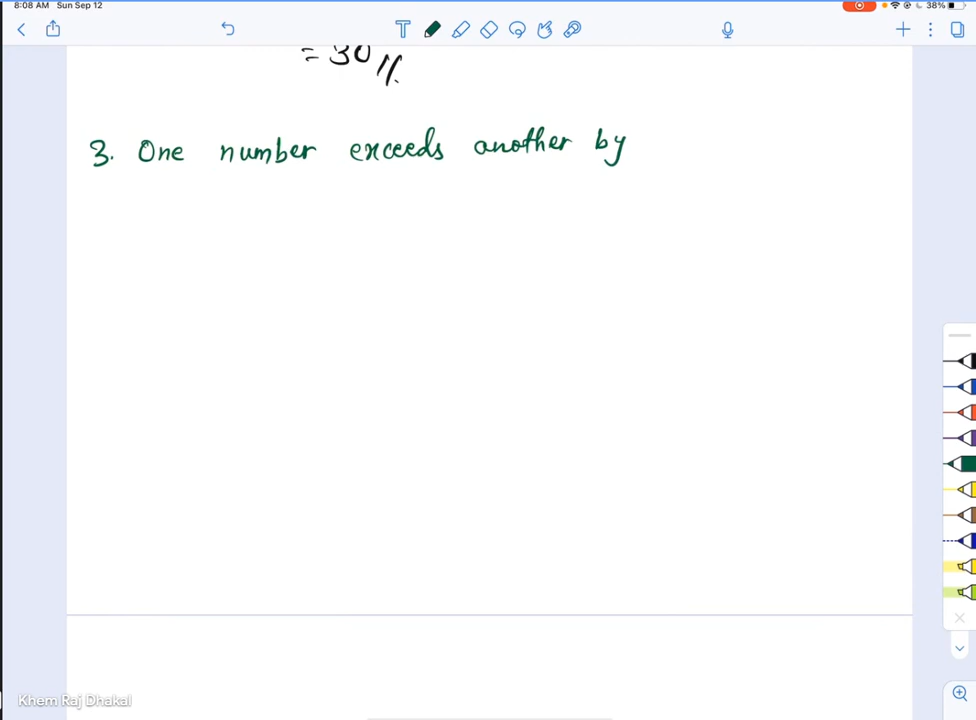 8:08 AM Sun Sep 12
38%
= 30 //.
3. One number exceeds another by
Khem Raj Dhakal